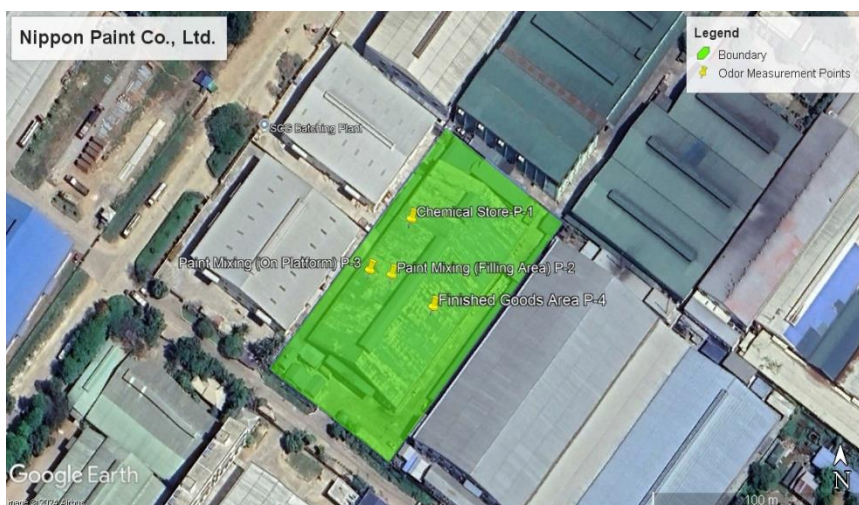 Nippon Paint Co., Ltd.
Legend
Boundary
Odor Measurement Points
SCG Batching Plant
Chemical Store-P-1
Paint Mixing (On Platform) P-3
Paint Mixing (Filling Area) P-2
Finished Goods Area P-4
Google Earth
100 m
N